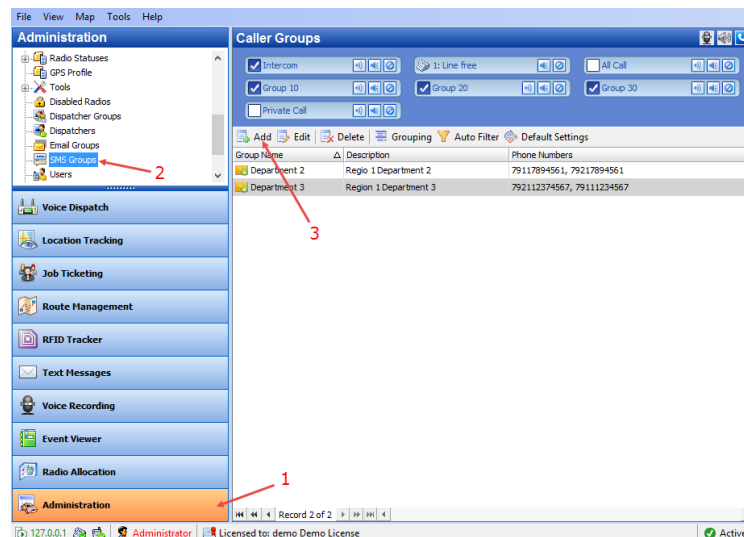 File View Map Tools Help
Administration
Caller Groups
Radio Statuses
GPS Profile
Tools
Disabled Radios
Dispatcher Groups
Dispatchers
Email Groups
SMS Groups
Users
2
Intercom
1: Line free
All Call
Group 10
Group 20
Group 30
Private Call
Add Edit Delete Grouping Auto Filter Default Settings
Group Name Description Phone Numbers
Department 2 Regio 1 Department 2 79117894561, 79217894561
Department 3 Region 1 Department 3 792112374567, 79111234567
3
Voice Dispatch
Location Tracking
Job Ticketing
Route Management
RFID Tracker
Text Messages
Voice Recording
Event Viewer
Radio Allocation
Administration
1
Record 2 of 2
127.0.0.1 Administrator Licensed to: demo Demo License Active